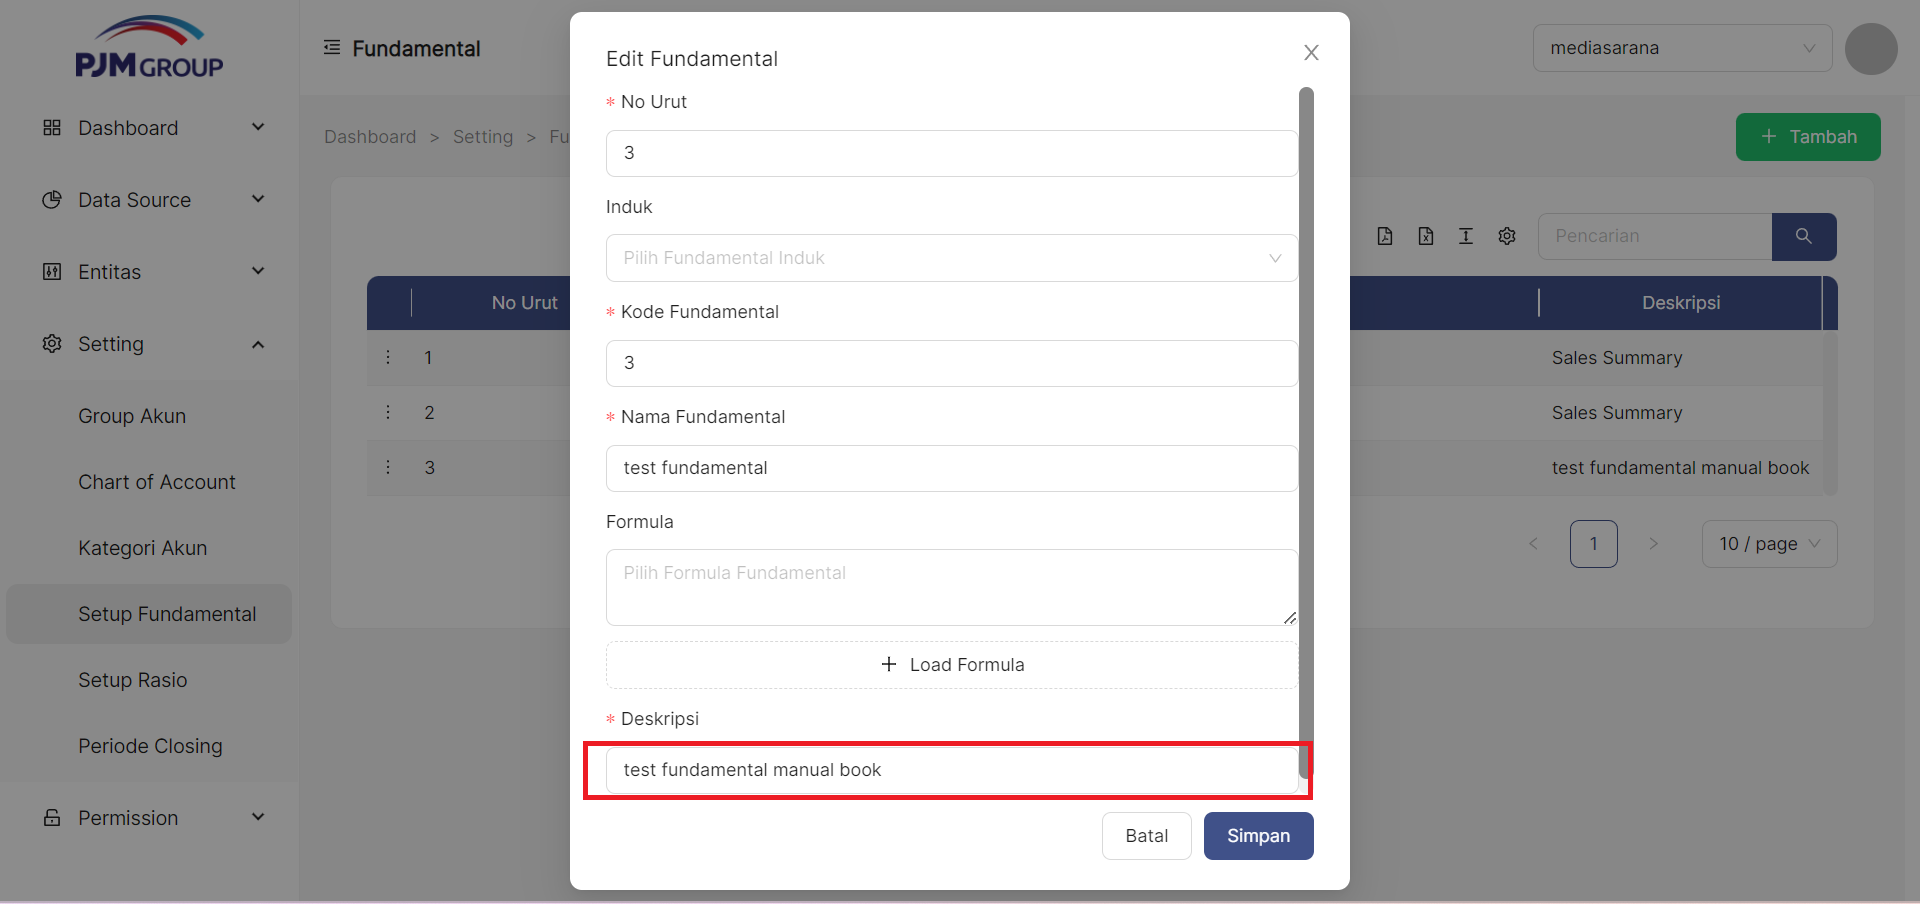 PJM GROUP
Dashboard
Data Source
Entitas
Setting
Group Akun
Chart of Account
Kategori Akun
Setup Fundamental
Setup Rasio
Periode Closing
Permission
Fundamental
mediasarana
Dashboard > Setting > Fu
+ Tambah
Pencarian
No Urut Deskripsi
1 Sales Summary
2 Sales Summary
3 test fundamental manual book
< 1 > 10 / page
Edit Fundamental
* No Urut
3
Induk
Pilih Fundamental Induk
* Kode Fundamental
3
* Nama Fundamental
test fundamental
Formula
Pilih Formula Fundamental
+ Load Formula
* Deskripsi
test fundamental manual book
Batal Simpan